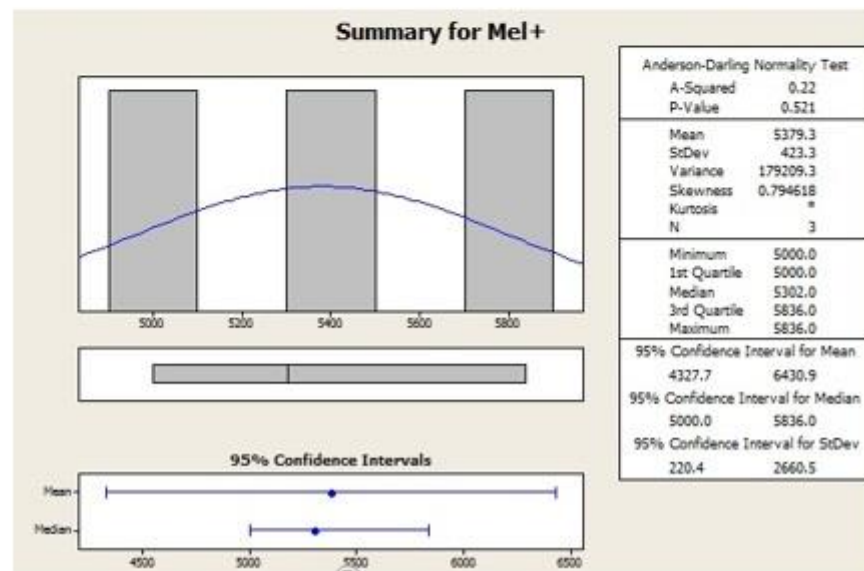 Summary for Mel+
5000 5200 5400 5600 5800
95% Confidence Intervals
Mean
Median
4500 5000 5500 6000 6500
Anderson-Darling Normality Test
A-Squared 0.22
P-Value 0.521
Mean 5379.3
StDev 423.3
Variance 179209.3
Skewness 0.794618
Kurtosis *
N 3
Minimum 5000.0
1st Quartile 5000.0
Median 5302.0
3rd Quartile 5836.0
Maximum 5836.0
95% Confidence Interval for Mean
4327.7 6430.9
95% Confidence Interval for Median
5000.0 5836.0
95% Confidence Interval for StDev
220.4 2660.5